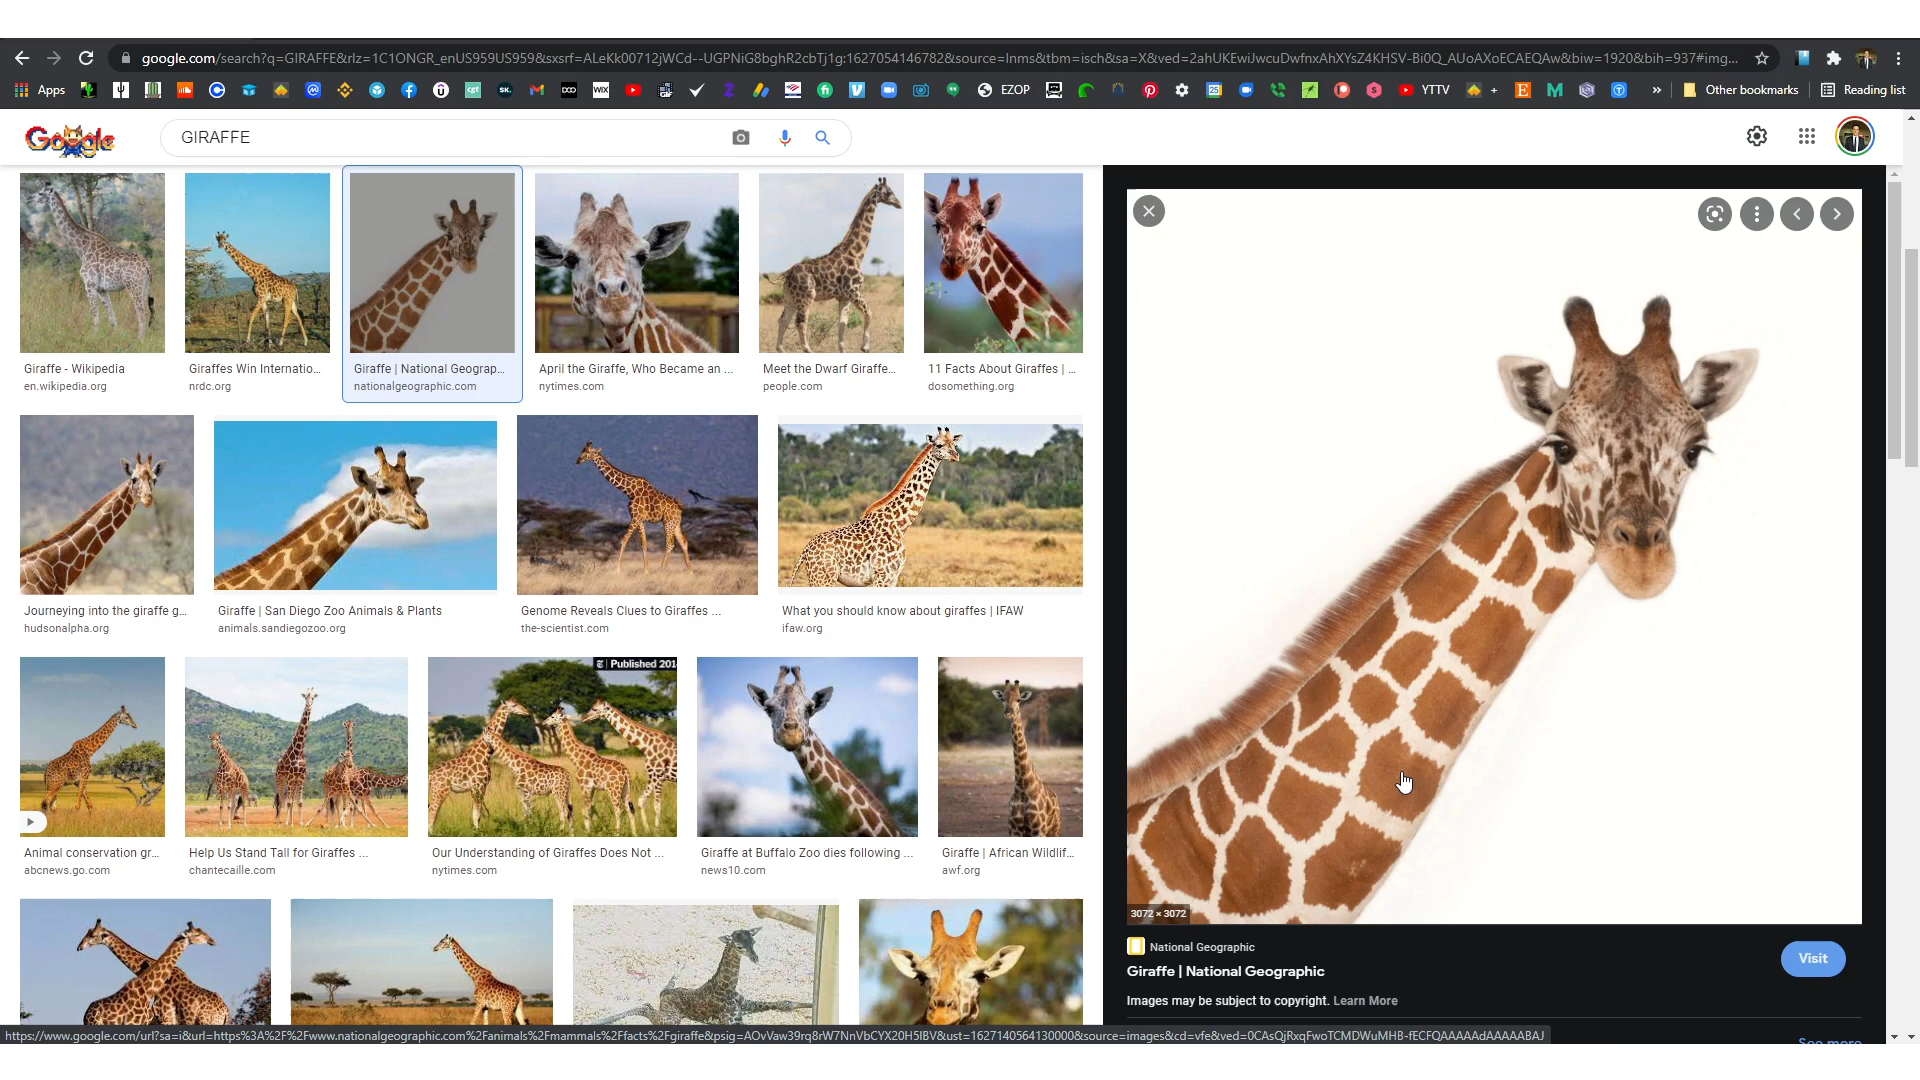 google.com/search?q=GIRAFFE&rlz=1C1ONGR_enUS959US959&sxsrf=ALeKk00712jWCd--UGPNiG8bghR2cbTj1g:1627054146782&source=lnms&tbm=isch&sa=X&ved=2ahUKEwiJwcuDwfnxAhXYsZ4KHSV-Bi0Q_AUoAXoECAEQAw&biw=1920&bih=937#img...
Apps
cgt
SK.
WIX
EZOP
YTTV
+
»
Other bookmarks
Reading list
Google
GIRAFFE
Giraffe - Wikipedia
en.wikipedia.org
Giraffes Win Internatio...
nrdc.org
Giraffe | National Geograp...
nationalgeographic.com
April the Giraffe, Who Became an ...
nytimes.com
Meet the Dwarf Giraffe...
people.com
11 Facts About Giraffes | ...
dosomething.org
Journeying into the giraffe g...
hudsonalpha.org
Giraffe | San Diego Zoo Animals & Plants
animals.sandiegozoo.org
Genome Reveals Clues to Giraffes ...
the-scientist.com
What you should know about giraffes | IFAW
ifaw.org
Published 201
Animal conservation gr...
abcnews.go.com
Help Us Stand Tall for Giraffes ...
chantecaille.com
Our Understanding of Giraffes Does Not ...
nytimes.com
Giraffe at Buffalo Zoo dies following ...
news10.com
Giraffe | African Wildlif...
awf.org
3072 × 3072
National Geographic
Giraffe | National Geographic
Visit
Images may be subject to copyright. Learn More
See more
https://www.google.com/url?sa=i&url=https%3A%2F%2Fwww.nationalgeographic.com%2Fanimals%2Fmammals%2Ffacts%2Fgiraffe&psig=AOvVaw39rq8rW7NnVbCYX20H5IBV&ust=1627140564130000&source=images&cd=vfe&ved=0CAsQjRxqFwoTCMDWuMHB-fECFQAAAAAdAAAAABAJ